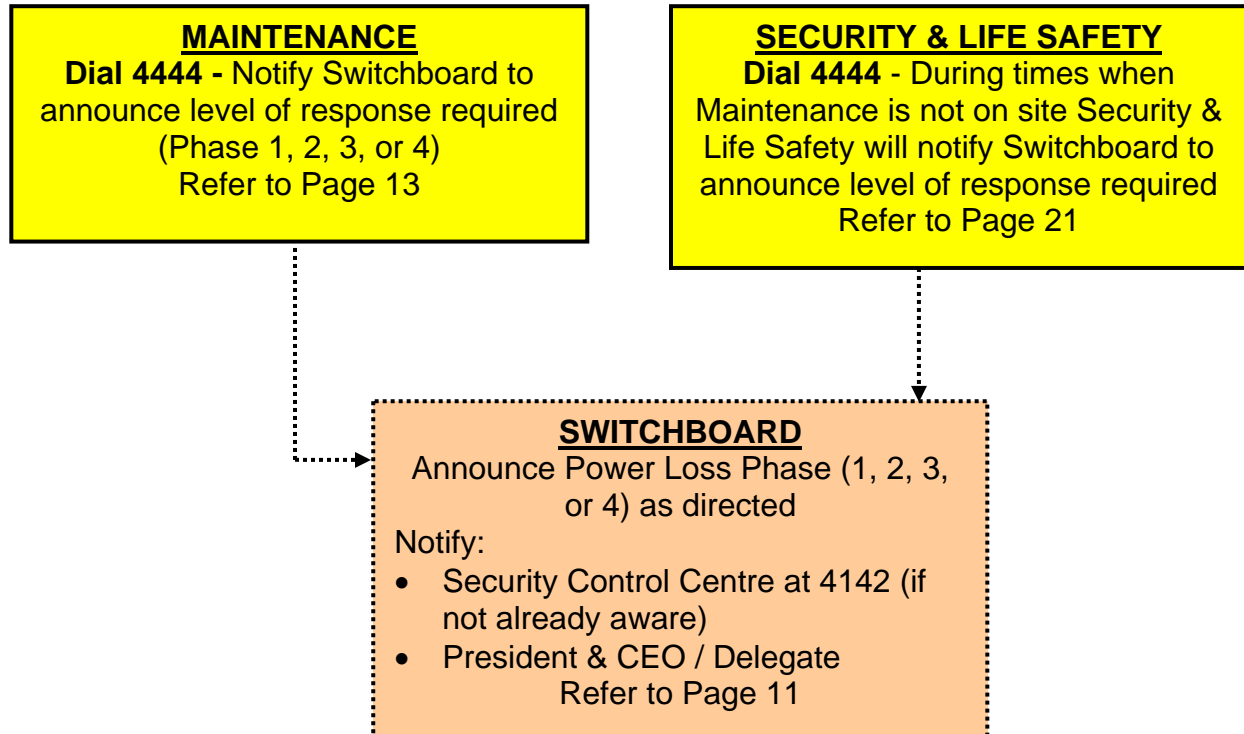 MAINTENANCE
Dial 4444 - Notify Switchboard to
announce level of response required
(Phase 1, 2, 3, or 4)
Refer to Page 13
SECURITY & LIFE SAFETY
Dial 4444 - During times when
Maintenance is not on site Security &
Life Safety will notify Switchboard to
announce level of response required
Refer to Page 21
SWITCHBOARD
Announce Power Loss Phase (1, 2, 3,
or 4) as directed
Notify:
• Security Control Centre at 4142 (if
not already aware)
• President & CEO / Delegate
Refer to Page 11